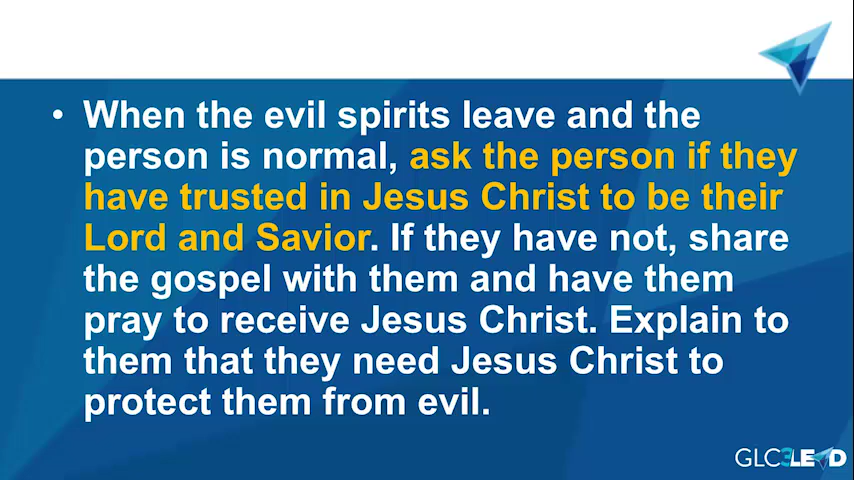 • When the evil spirits leave and the
person is normal, ask the person if they
have trusted in Jesus Christ to be their
Lord and Savior. If they have not, share
the gospel with them and have them
pray to receive Jesus Christ. Explain to
them that they need Jesus Christ to
protect them from evil.
GLC3LEAD